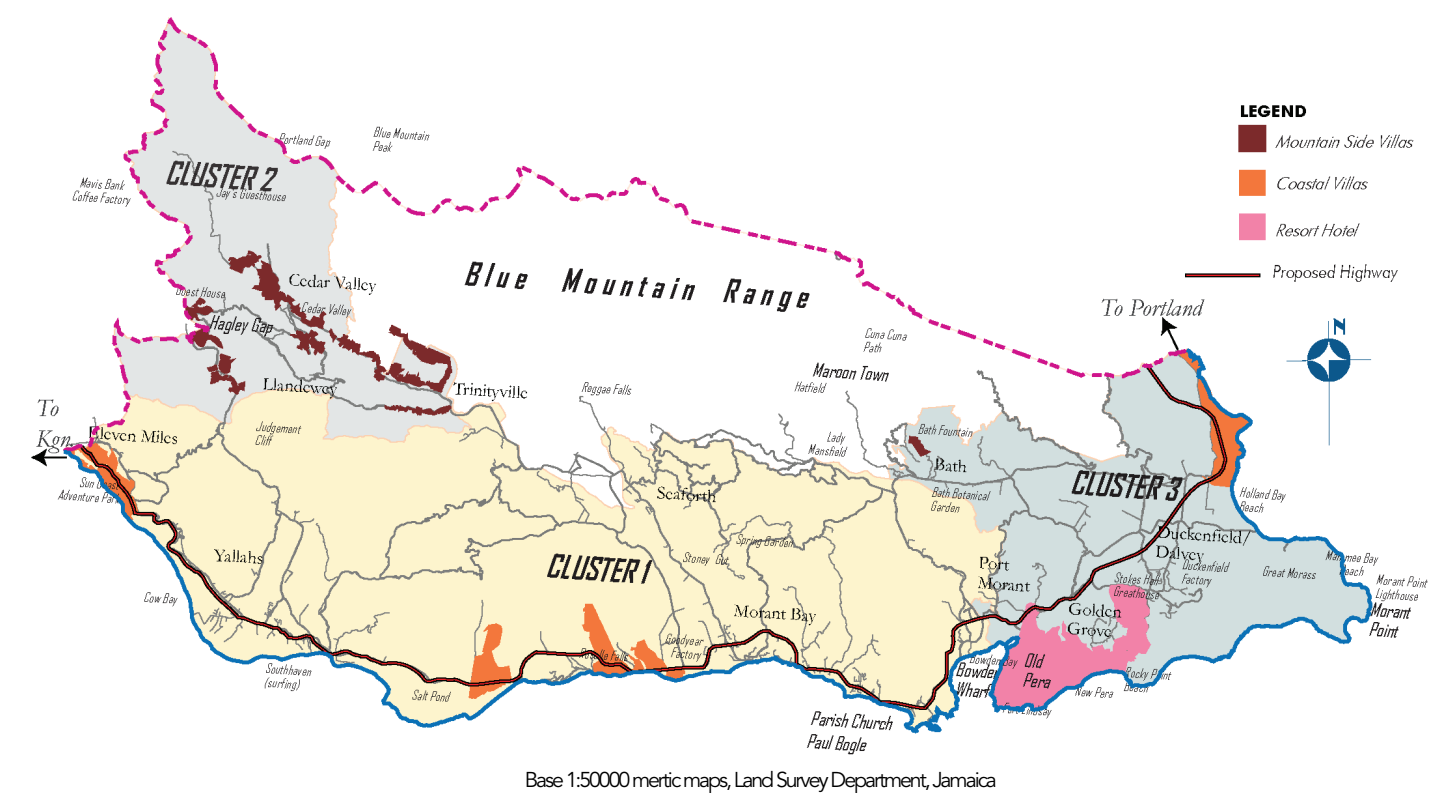 Portland Gap
Blue Mountain
Peak
LEGEND
Mountain Side Villas
Coastal Villas
Resort Hotel
Proposed Highway
CLUSTER 2
Mavis Bank
Coffee Factory
Jay's Guesthouse
Blue Mountain Range
Cedar Valley
Guest House
Cedar Valley
Hagley Gap
To Portland
N
Cuna Cuna
Path
Maroon Town
Hatfield
Llandewey
Trinityville
Reggae Falls
To
Kgn.
Eleven Miles
Judgement
Cliff
Lady
Mansfield
Bath Fountain
Bath
Sun Coast
Adventure Park
Seaforth
Bath Botanical
Garden
CLUSTER 3
Holland Bay
Beach
Yallahs
CLUSTER 1
Spring Garden
Stoney Gut
Duckenfield/
Dalvey
Duckenfield
Factory
Great Morass
Mammee Bay
Beach
Morant Point
Lighthouse
Morant
Point
Port
Morant
Stokes Hall
Greathouse
Cow Bay
Morant Bay
Golden
Grove
Goodyear
Factory
Southhaven
(surfing)
Salt Pond
Bowden Bay
Bowden
Wharf
Old
Pera
Rocky Point
Beach
New Pera
Fort Lindsay
Parish Church
Paul Bogle
Base 1:50000 mertic maps, Land Survey Department, Jamaica